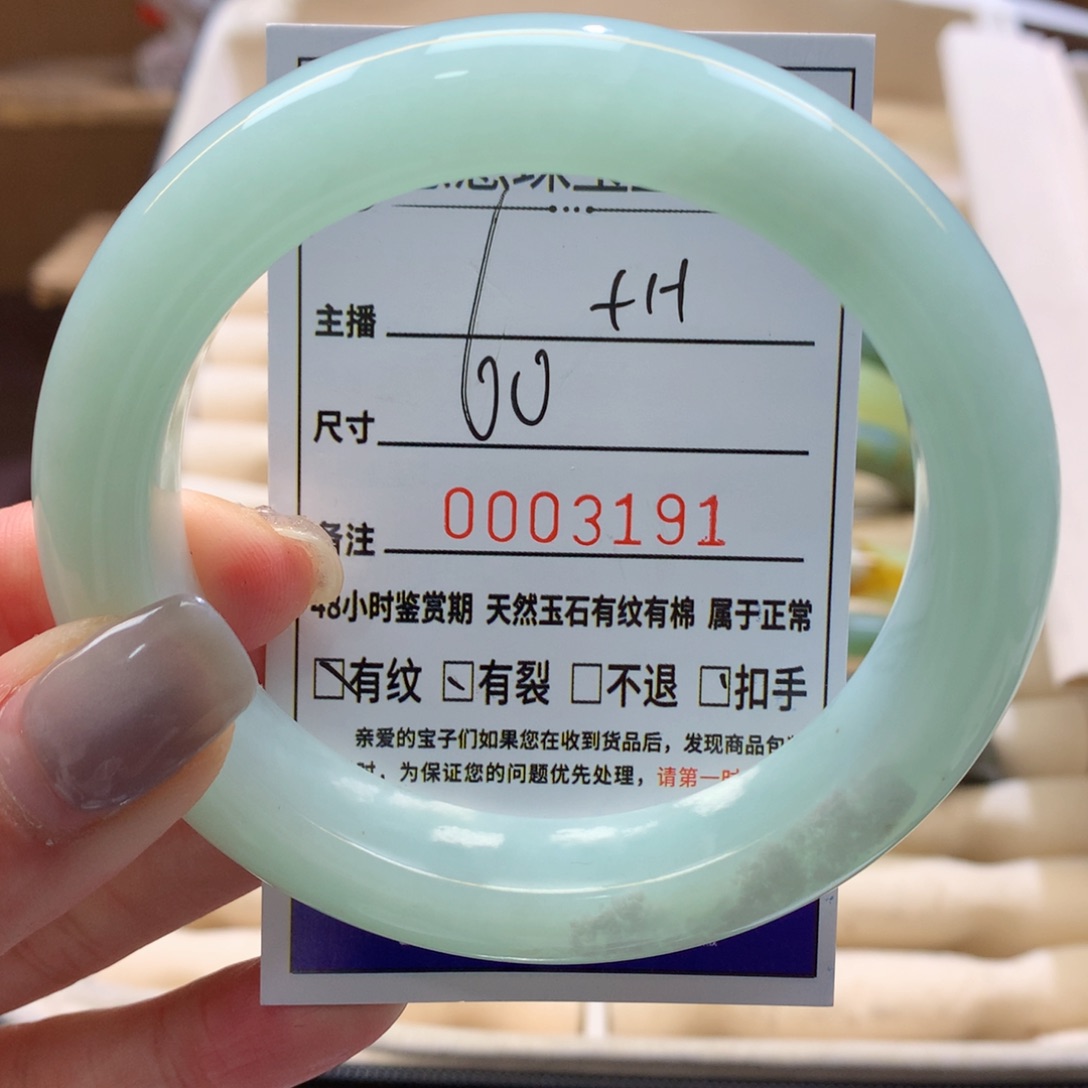 主播 +H
尺寸 60
备注 0003191
48小时鉴赏期 天然玉石有纹有棉 属于正常
有纹 有裂 不退 扣手
亲爱的宝子们如果您在收到货品后，发现商品包
时，为保证您的问题优先处理，请第一时